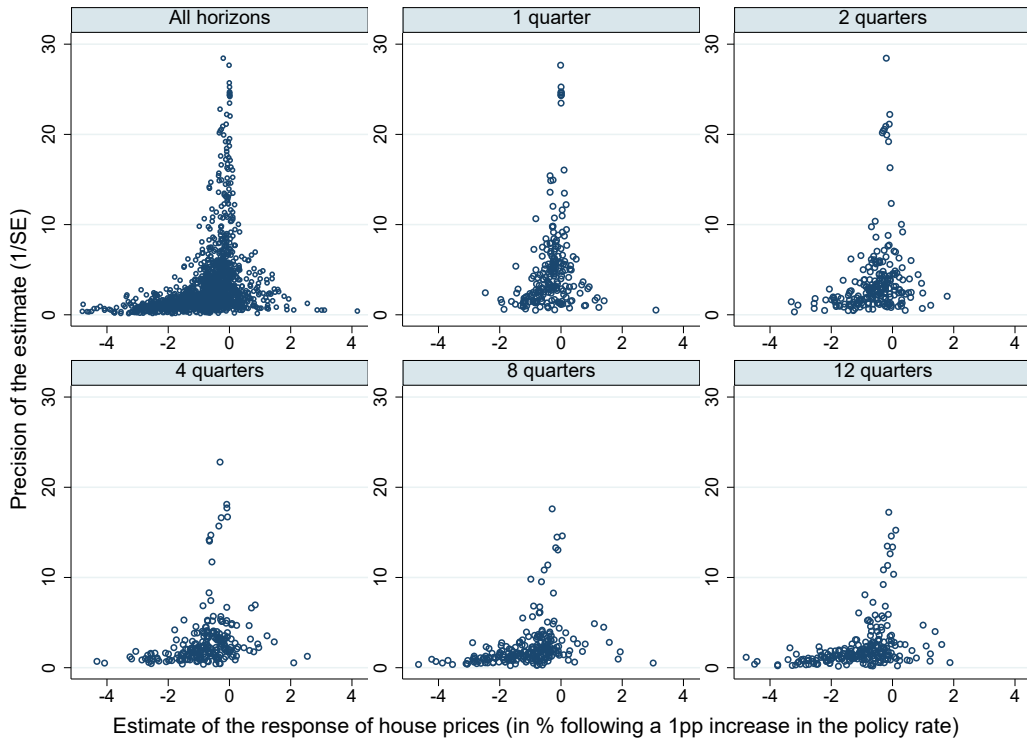 All horizons
1 quarter
2 quarters
30
20
10
0
-4 -2 0 2 4
30
20
10
0
-4 -2 0 2 4
30
20
10
0
-4 -2 0 2 4
4 quarters
8 quarters
12 quarters
30
20
10
0
-4 -2 0 2 4
30
20
10
0
-4 -2 0 2 4
30
20
10
0
-4 -2 0 2 4
Precision of the estimate (1/SE)
Estimate of the response of house prices (in % following a 1pp increase in the policy rate)